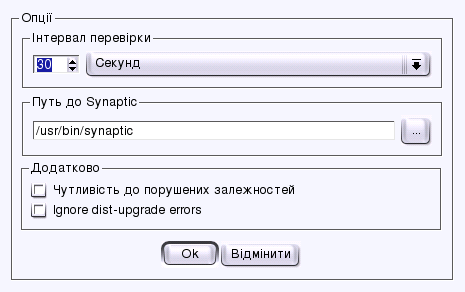 Опції
Інтервал перевірки
30
Секунд
Путь до Synaptic
/usr/bin/synaptic
...
Додатково
Чутливість до порушених залежностей
Ignore dist-upgrade errors
Ok Відмінити